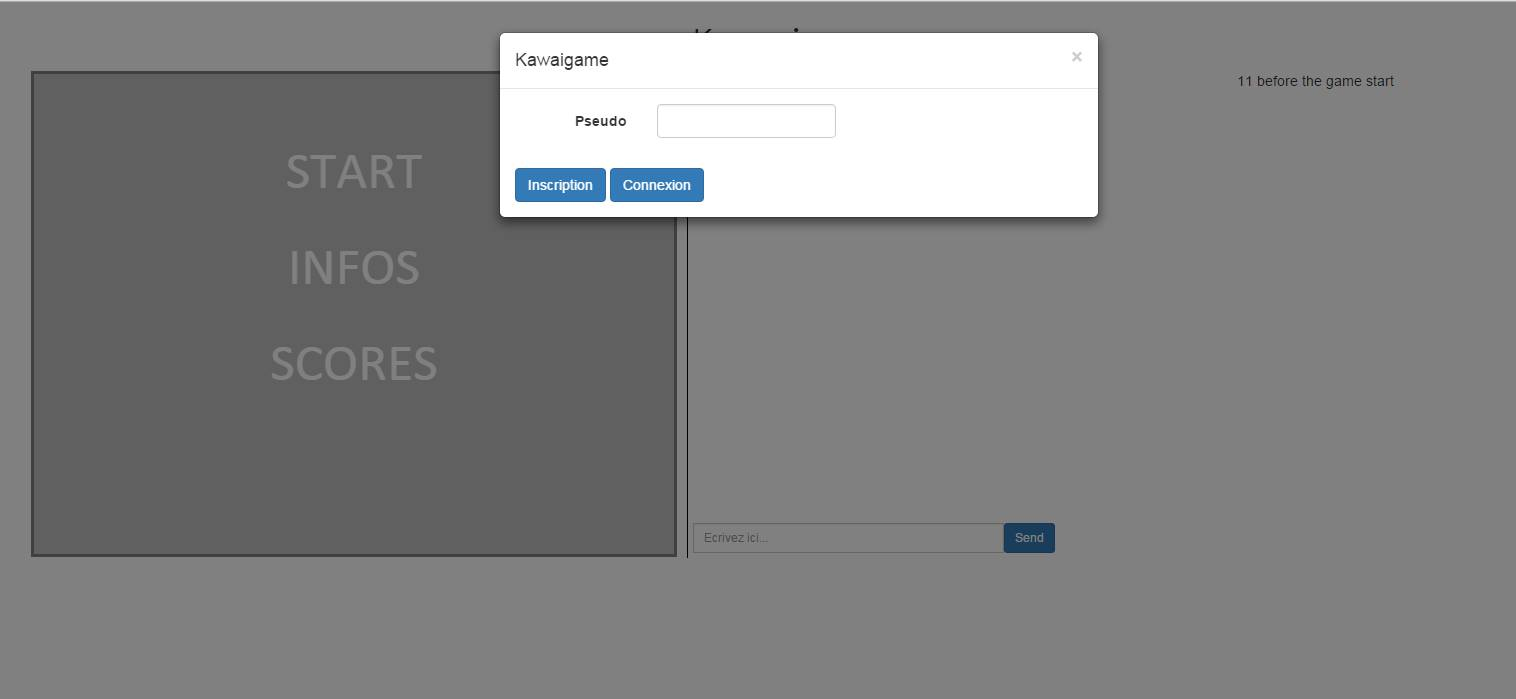 Kawaigame
×
11 before the game start
Pseudo
Inscription Connexion
START
INFOS
SCORES
Ecrivez ici...
Send